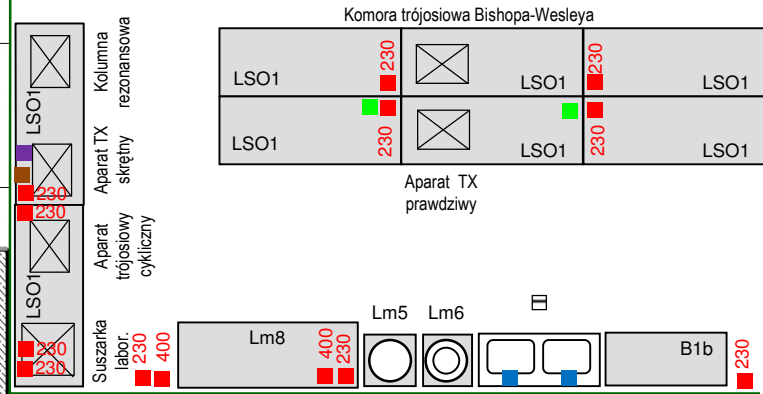 Komora trójosiowa Bishopa-Wesleya
LSO1
230
LSO1
230
LSO1
LSO1
230
LSO1
230
LSO1
Aparat TX
prawdziwy
Kolumna
rezonansowa
LSO1
Aparat TX
skrętny
230
230
Aparat
trójosiowy
cykliczny
LSO1
Suszarka
labor.
230
230
230
400
Lm8
400
230
Lm5
Lm6
B1b
230